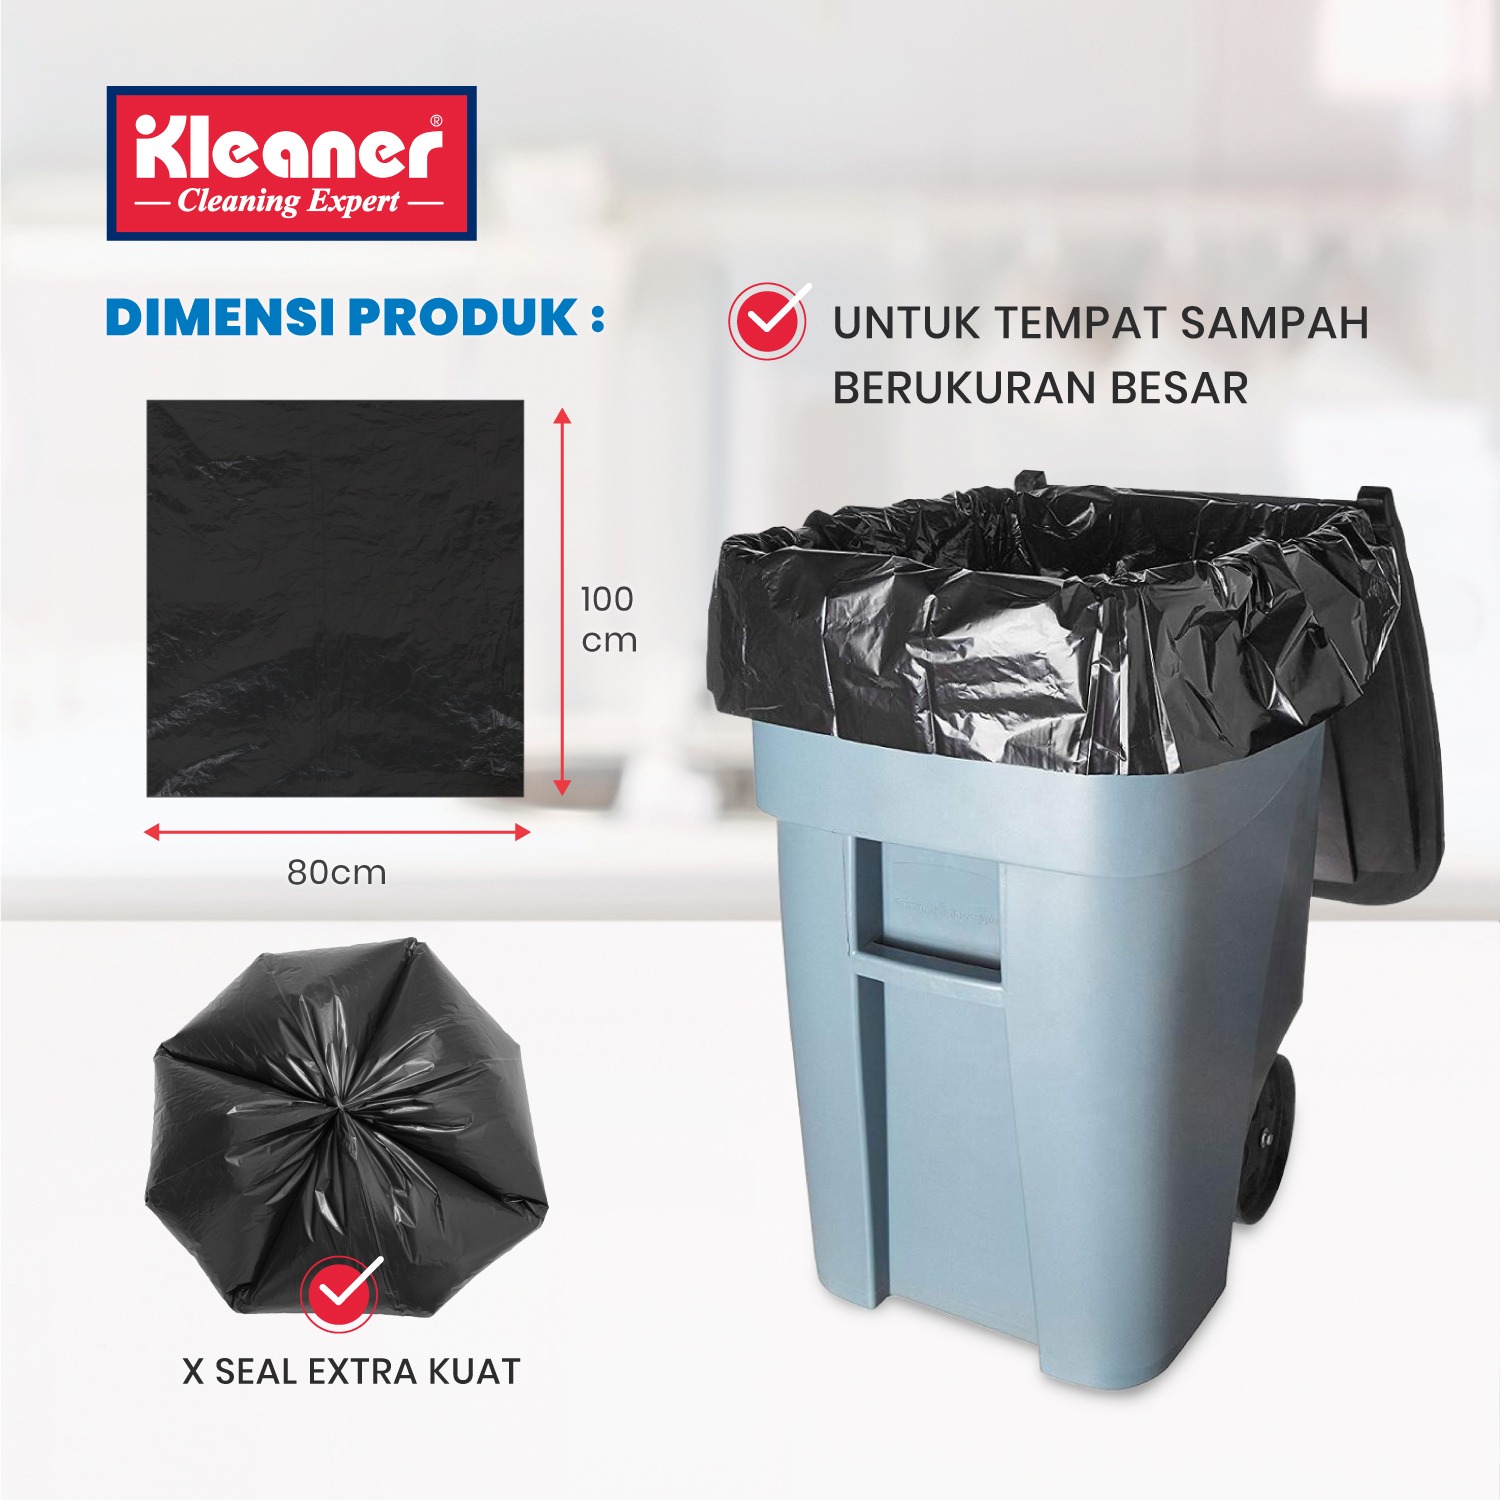 Kleaner®
Cleaning Expert
DIMENSI PRODUK :
UNTUK TEMPAT SAMPAH
BERUKURAN BESAR
100
cm
80cm
X SEAL EXTRA KUAT